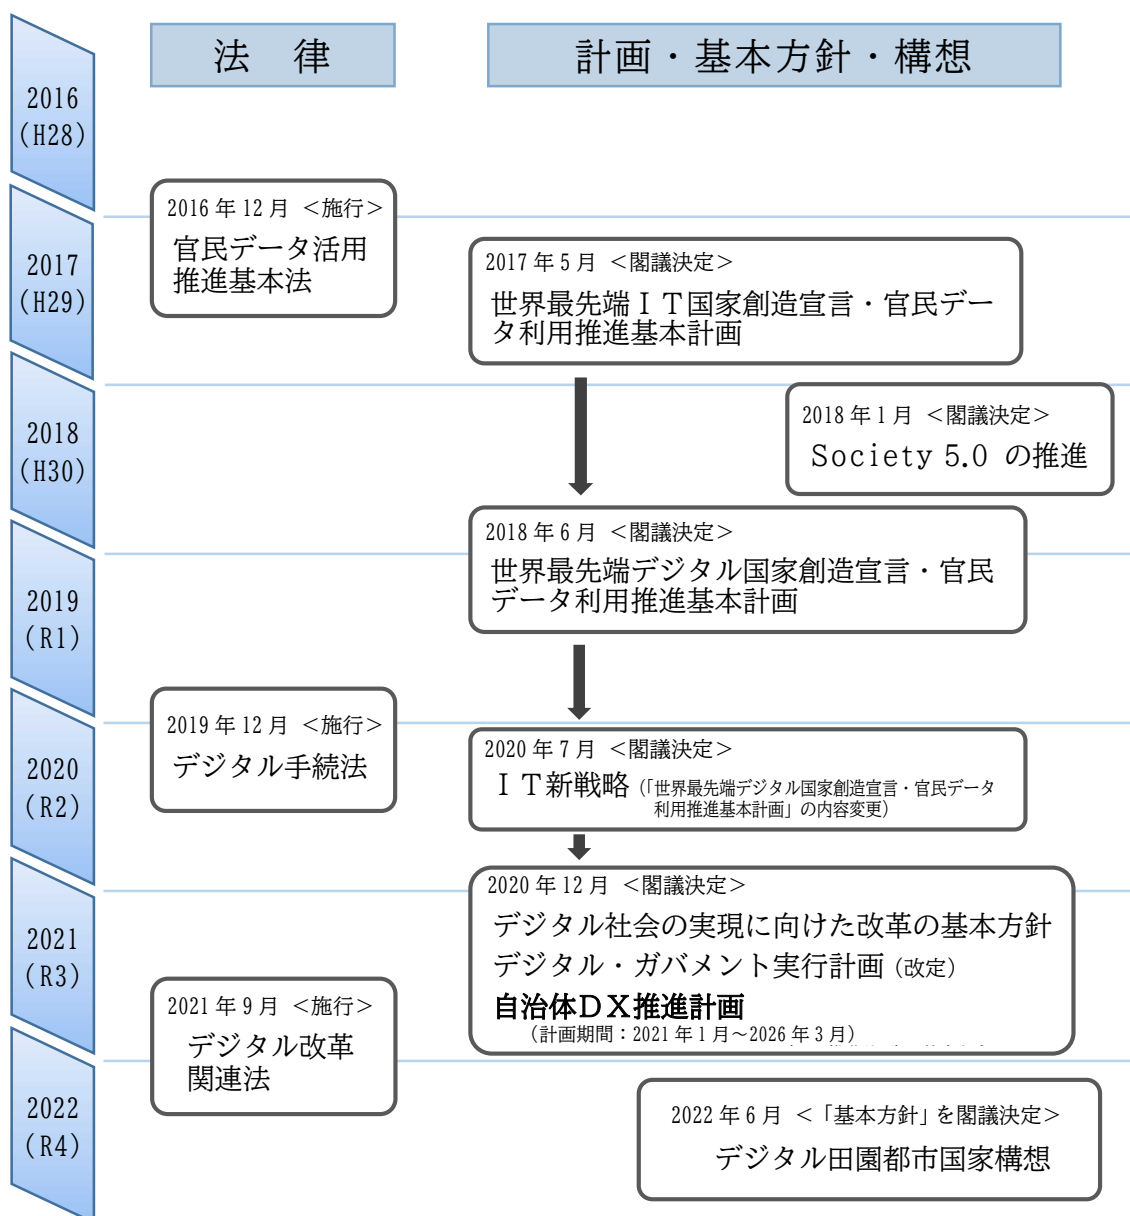 法　律
計画・基本方針・構想
2016
(H28)
2016年12月 ＜施行＞
官民データ活用
推進基本法
2017
(H29)
2017年5月 ＜閣議決定＞
世界最先端ＩＴ国家創造宣言・官民デー
タ利用推進基本計画
2018
(H30)
2018年1月 ＜閣議決定＞
Society 5.0 の推進
2018年6月 ＜閣議決定＞
世界最先端デジタル国家創造宣言・官民
データ利用推進基本計画
2019
(R1)
2019年12月 ＜施行＞
デジタル手続法
2020
(R2)
2020年7月 ＜閣議決定＞
ＩＴ新戦略（「世界最先端デジタル国家創造宣言・官民データ
利用推進基本計画」の内容変更）
2020年12月 ＜閣議決定＞
デジタル社会の実現に向けた改革の基本方針
デジタル・ガバメント実行計画（改定）
自治体ＤＸ推進計画
（計画期間：2021年1月～2026年3月）
2021
(R3)
2021年9月 ＜施行＞
デジタル改革
関連法
2022
(R4)
2022年6月 ＜「基本方針」を閣議決定＞
デジタル田園都市国家構想